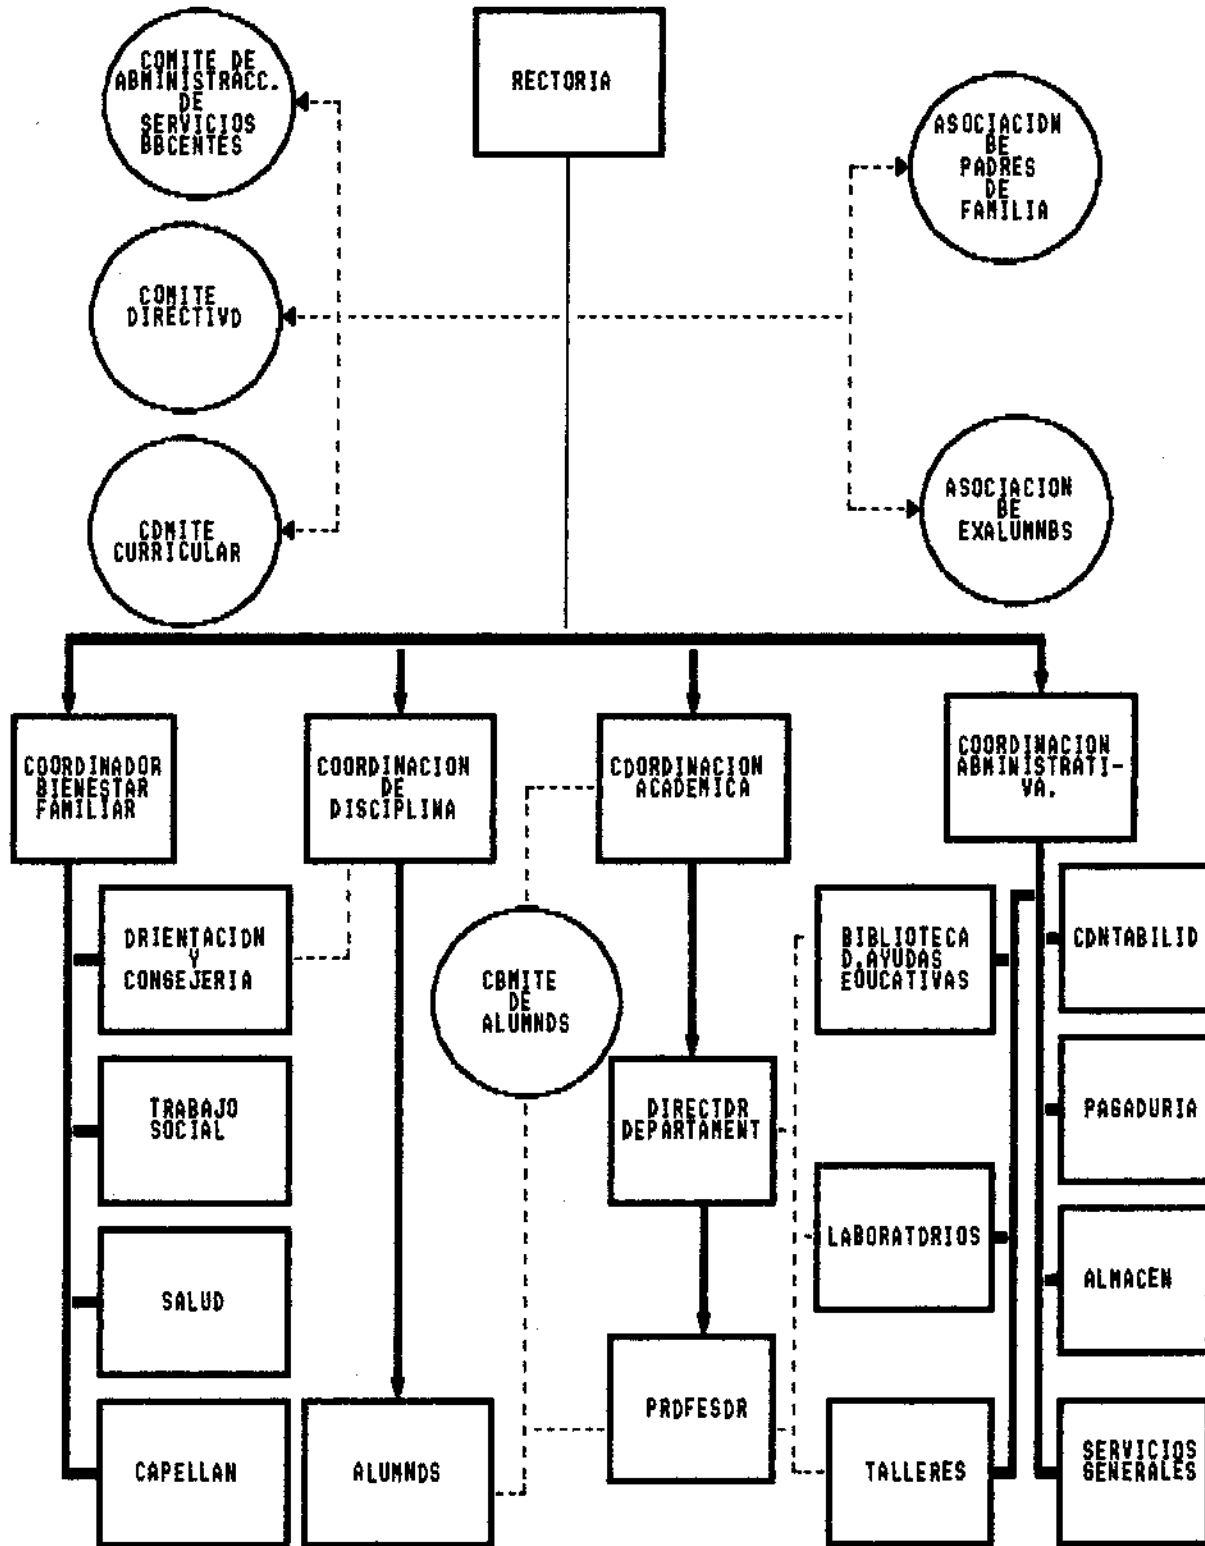 COMITE DE
ABMINISTRACC.
DE
SERVICIOS
BBCENTES
RECTORIA
ASOCIACIDN
BE
PADRES
DE
FAMILIA
COMITE
DIRECTIVD
CDMITE
CURRICULAR
ASOCIACION
BE
EXALUMNBS
COORDINADOR
BIENESTAR
FAMILIAR
COORDINACION
DE
DISCIPLINA
CDORDINACION
ACADEMICA
COORDINACION
ABMINISTRATI-
VA.
DRIENTACIDN
Y
CONSEJERIA
CBMITE
DE
ALUMNDS
BIBLIOTECA
D.AYUDAS
EDUCATIVAS
CDNTABILID
TRABAJO
SOCIAL
DIRECTDR
DEPARTAMENT
PAGADURIA
LABORATDRIOS
SALUD
ALMACEN
PRDFESDR
CAPELLAN
ALUMNDS
TALLERES
SERVICIOS
GENERALES